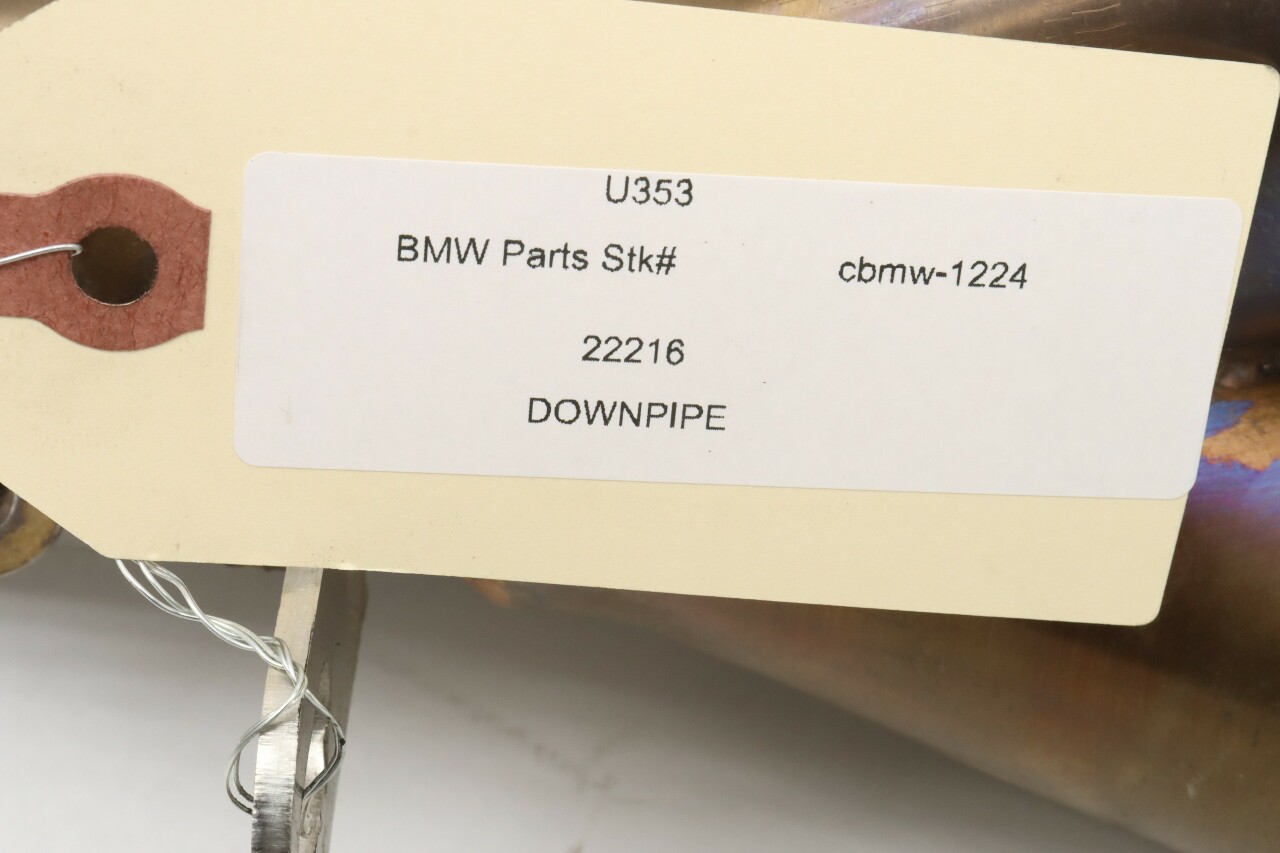 U353
BMW Parts Stk# cbmw-1224
22216
DOWNPIPE